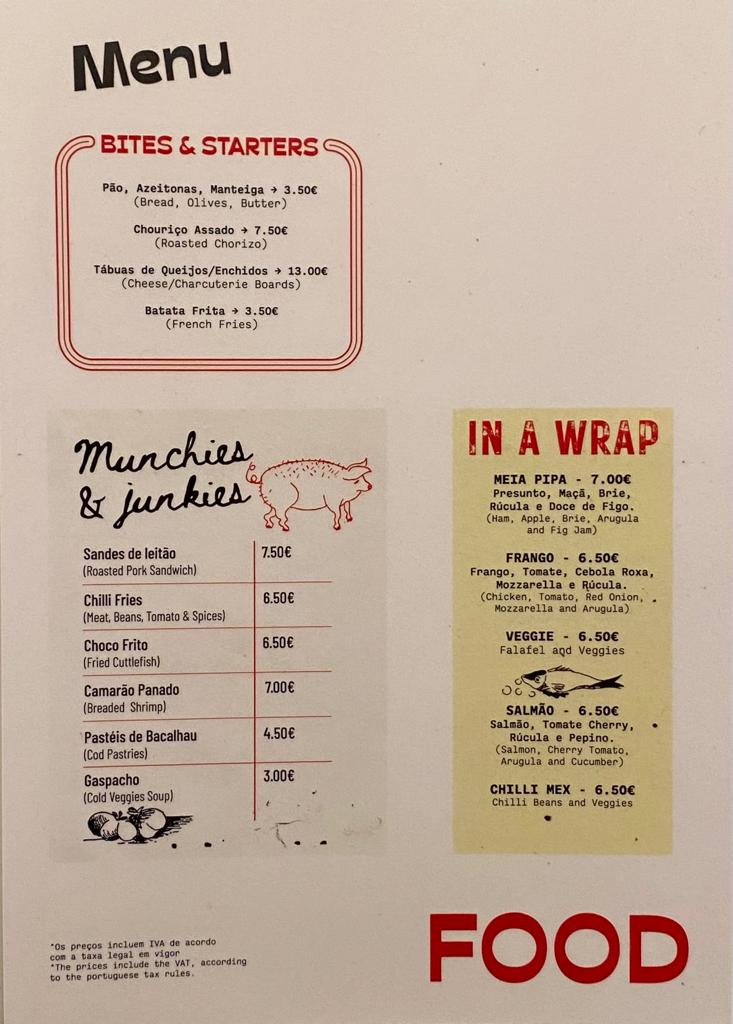 Menu
BITES & STARTERS
Pão, Azeitonas, Manteiga → 3.50€
(Bread, Olives, Butter)
Chouriço Assado → 7.50€
(Roasted Chorizo)
Tábuas de Queijos/Enchidos → 13.00€
(Cheese/Charcuterie Boards)
Batata Frita → 3.50€
(French Fries)
Munchies
& junkies
Sandes de leitão 7.50€
(Roasted Pork Sandwich)
Chilli Fries 6.50€
(Meat, Beans, Tomato & Spices)
Choco Frito 6.50€
(Fried Cuttlefish)
Camarão Panado 7.00€
(Breaded Shrimp)
Pastéis de Bacalhau 4.50€
(Cod Pastries)
Gaspacho 3.00€
(Cold Veggies Soup)
IN A WRAP
MEIA PIPA - 7.00€
Presunto, Maçã, Brie,
Rúcula e Doce de Figo.
(Ham, Apple, Brie, Arugula
and Fig Jam)
FRANGO - 6.50€
Frango, Tomate, Cebola Roxa,
Mozzarella e Rúcula.
(Chicken, Tomato, Red Onion,
Mozzarella and Arugula)
VEGGIE - 6.50€
Falafel and Veggies
SALMÃO - 6.50€
Salmão, Tomate Cherry,
Rúcula e Pepino.
(Salmon, Cherry Tomato,
Arugula and Cucumber)
CHILLI MEX - 6.50€
Chilli Beans and Veggies
*Os preços incluem IVA de acordo
com a taxa legal em vigor
*The prices include the VAT, according
to the portuguese tax rules.
FOOD